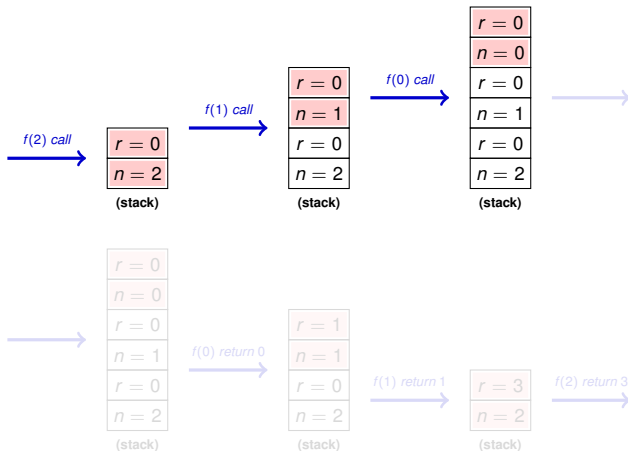 f(2) call
r = 0
n = 2
(stack)
f(1) call
r = 0
n = 1
r = 0
n = 2
(stack)
f(0) call
r = 0
n = 0
r = 0
n = 1
r = 0
n = 2
(stack)
r = 0
n = 0
r = 0
n = 1
r = 0
n = 2
(stack)
f(0) return 0
r = 1
n = 1
r = 0
n = 2
(stack)
f(1) return 1
r = 3
n = 2
(stack)
f(2) return 3